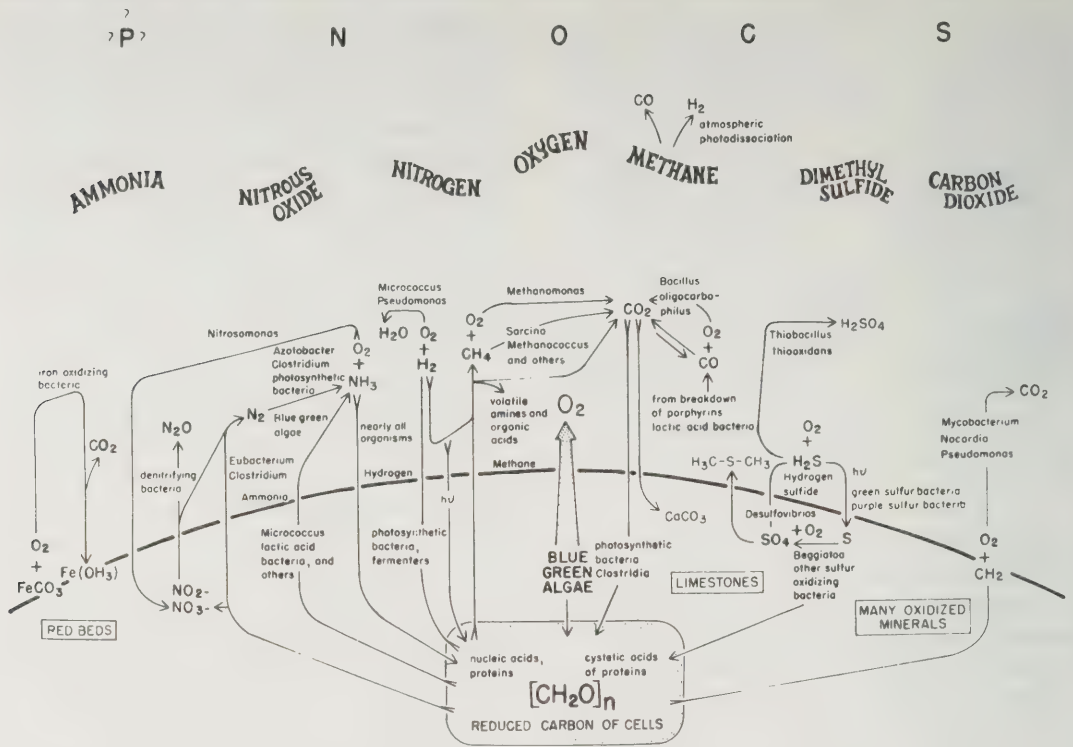 ? P ?
N
O
C
S
CO
H2
atmospheric
photodissociation
AMMONIA
NITROUS
OXIDE
NITROGEN
OXYGEN
METHANE
DIMETHYL
SULFIDE
CARBON
DIOXIDE
Micrococcus
Pseudomonas
H2O
O2
+
H2
Methanomonas
O2
+
CH4
Sarcina
Methanococcus
and others
CO2
Bacillus
oligocarbo-
philus
O2
+
CO
Thiobacillus
Thiooxidans
H2SO4
Nitrosomonas
Azotobacter
Clostridium
photosynthetic
bacteria
O2
+
NH3
iron oxidizing
bacteria
CO2
N2O
N2
Blue green
algae
nearly all
organisms
volatile
amines and
organic
acids
O2
from breakdown
of porphyrins
lactic acid bacteria
CO2
Mycobacterium
Nocardia
Pseudomonas
denitrifying
bacteria
Eubacterium
Clostridium
Ammonia
Hydrogen
Methane
hν
H3C-S-CH3
O2
+
H2S
Hydrogen
sulfide
hν
green sulfur bacteria
purple sulfur bacteria
CaCO3
Desulfovibrios
SO4
+ O2
S
Beggiatoa
other sulfur
oxidizing
bacteria
O2
+
FeCO3
Fe(OH3)
NO2-
NO3-
Micrococcus
lactic acid
bacteria, and
others
photosynthetic
bacteria,
fermenters
BLUE
GREEN
ALGAE
photosynthetic
bacteria
Clostridia
LIMESTONES
O2
+
CH2
RED BEDS
MANY OXIDIZED
MINERALS
nucleic acids,
proteins
cysteic acids
of proteins
[CH2O]n
REDUCED CARBON OF CELLS